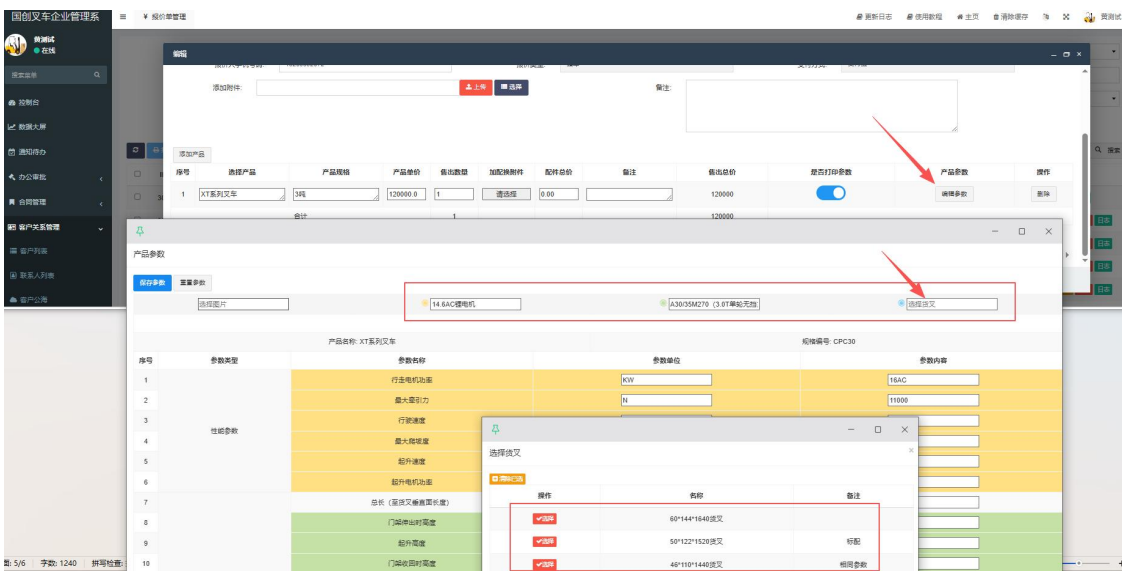 国创叉车企业管理系
¥ 报价单管理
更新日志 使用教程 主页 清除缓存 黄测试
黄测试
在线
搜索菜单
控制台
数据大屏
通知待办
办公审批
合同管理
客户关系管理
客户列表
联系人列表
客户公海
编辑
添加附件:
上传
选择
备注:
搜索
添加产品
序号 选择产品 产品规格 产品单价 售出数量 加配换附件 配件总价 备注 售出总价 是否打印参数 产品参数 操作
1 XT系列叉车 3吨 120000.0 1 请选择 0.00 120000 编辑参数 删除
合计 1 120000
日本
日本
日本
日本
产品参数
保存参数 重置参数
选择图片 14.6AC锂电机 A30/35M270（3.0T单轮无挡 选择货叉
产品名称: XT系列叉车 规格编号: CPC30
序号 参数类型 参数名称 参数单位 参数内容
1 行走电机功率 KW 16AC
2 最大牵引力 N 11000
3 行驶速度
性能参数
4 最大爬坡度
5 起升速度
6 起升电机功率
7 总长（至货叉垂直面长度）
8 门架伸出时高度
9 起升高度
10 门架收回时高度
选择货叉
清除已选
操作 名称 备注
选择 60*144*1640货叉
选择 50*122*1520货叉 标配
选择 46*110*1440货叉 相同参数
面: 5/6 字数: 1240 拼写检查: